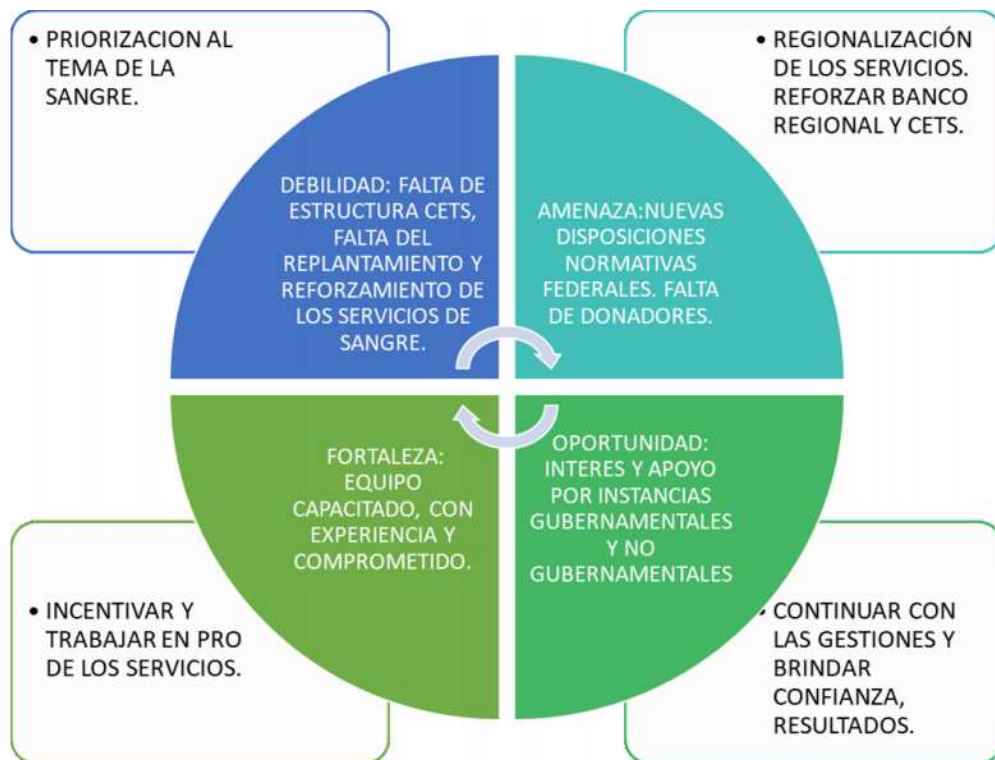 • PRIORIZACION AL
TEMA DE LA
SANGRE.
• REGIONALIZACIÓN
DE LOS SERVICIOS.
REFORZAR BANCO
REGIONAL Y CETS.
DEBILIDAD: FALTA DE
ESTRUCTURA CETS,
FALTA DEL
REPLANTAMIENTO Y
REFORZAMIENTO DE
LOS SERVICIOS DE
SANGRE.
AMENAZA:NUEVAS
DISPOSICIONES
NORMATIVAS
FEDERALES. FALTA
DE DONADORES.
FORTALEZA:
EQUIPO
CAPACITADO, CON
EXPERIENCIA Y
COMPROMETIDO.
OPORTUNIDAD:
INTERES Y APOYO
POR INSTANCIAS
GUBERNAMENTALES
Y NO
GUBERNAMENTALES
• INCENTIVAR Y
TRABAJAR EN PRO
DE LOS SERVICIOS.
• CONTINUAR CON
LAS GESTIONES Y
BRINDAR
CONFIANZA,
RESULTADOS.